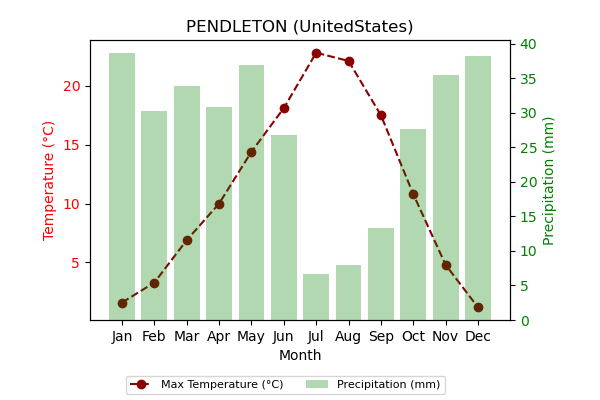 PENDLETON (UnitedStates)
Temperature (°C)
20
15
10
5
40
35
30
25
20
15
10
5
0
Precipitation (mm)
Jan Feb Mar Apr May Jun Jul Aug Sep Oct Nov Dec
Month
Max Temperature (°C) Precipitation (mm)